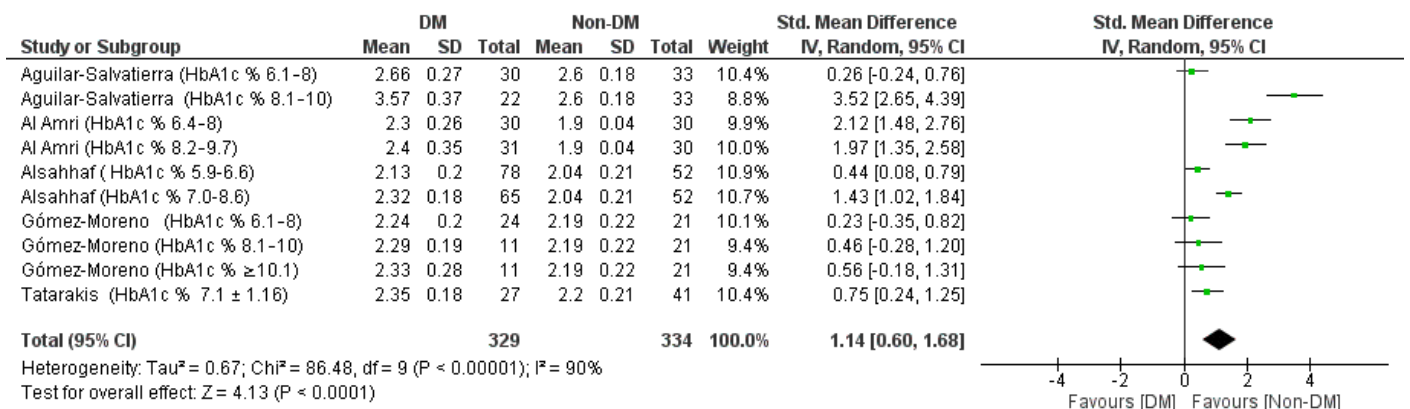 DM Non-DM Std. Mean Difference Std. Mean Difference
Study or Subgroup Mean SD Total Mean SD Total Weight IV, Random, 95% CI IV, Random, 95% CI
Aguilar-Salvatierra (HbA1c % 6.1-8) 2.66 0.27 30 2.6 0.18 33 10.4% 0.26 [-0.24, 0.76]
Aguilar-Salvatierra (HbA1c % 8.1-10) 3.57 0.37 22 2.6 0.18 33 8.8% 3.52 [2.65, 4.39]
Al Amri (HbA1c % 6.4-8) 2.3 0.26 30 1.9 0.04 30 9.9% 2.12 [1.48, 2.76]
Al Amri (HbA1c % 8.2-9.7) 2.4 0.35 31 1.9 0.04 30 10.0% 1.97 [1.35, 2.58]
Alsahhaf ( HbA1c % 5.9-6.6) 2.13 0.2 78 2.04 0.21 52 10.9% 0.44 [0.08, 0.79]
Alsahhaf (HbA1c % 7.0-8.6) 2.32 0.18 65 2.04 0.21 52 10.7% 1.43 [1.02, 1.84]
Gómez-Moreno (HbA1c % 6.1-8) 2.24 0.2 24 2.19 0.22 21 10.1% 0.23 [-0.35, 0.82]
Gómez-Moreno (HbA1c % 8.1-10) 2.29 0.19 11 2.19 0.22 21 9.4% 0.46 [-0.28, 1.20]
Gómez-Moreno (HbA1c % ≥10.1) 2.33 0.28 11 2.19 0.22 21 9.4% 0.56 [-0.18, 1.31]
Tatarakis (HbA1c % 7.1 ± 1.16) 2.35 0.18 27 2.2 0.21 41 10.4% 0.75 [0.24, 1.25]
Total (95% CI) 329 334 100.0% 1.14 [0.60, 1.68]
Heterogeneity: Tau² = 0.67; Chi² = 86.48, df = 9 (P < 0.00001); I² = 90%
Test for overall effect: Z = 4.13 (P < 0.0001)
-4 -2 0 2 4
Favours [DM] Favours [Non-DM]